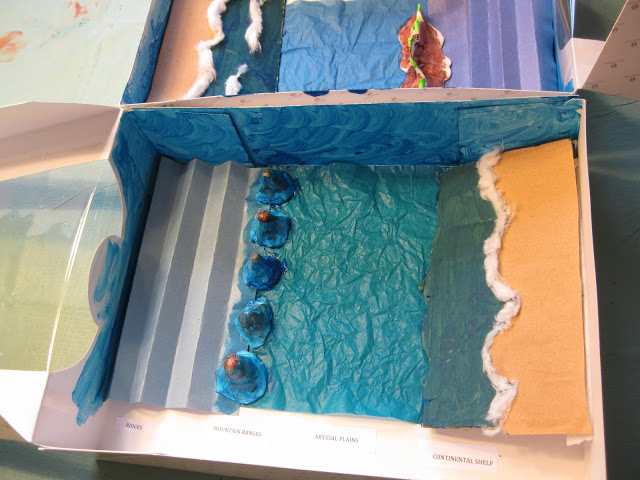 RIDGES
MOUNTAIN RANGES
ABYSSAL PLAINS
CONTINENTAL SHELF